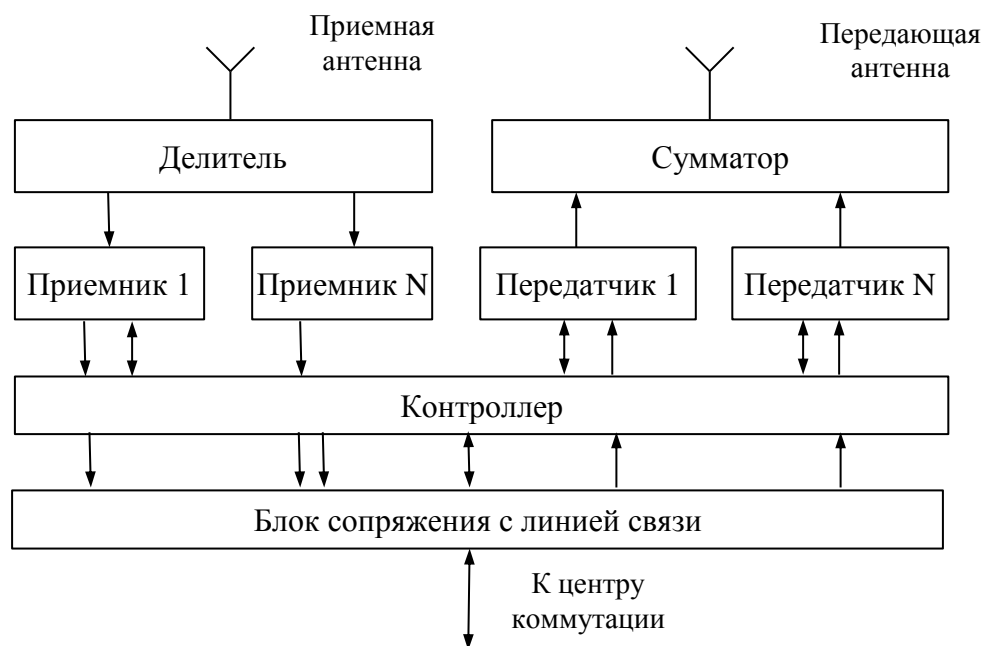 Приемная
антенна
Передающая
антенна
Делитель
Сумматор
Приемник 1
Приемник N
Передатчик 1
Передатчик N
Контроллер
Блок сопряжения с линией связи
К центру
коммутации